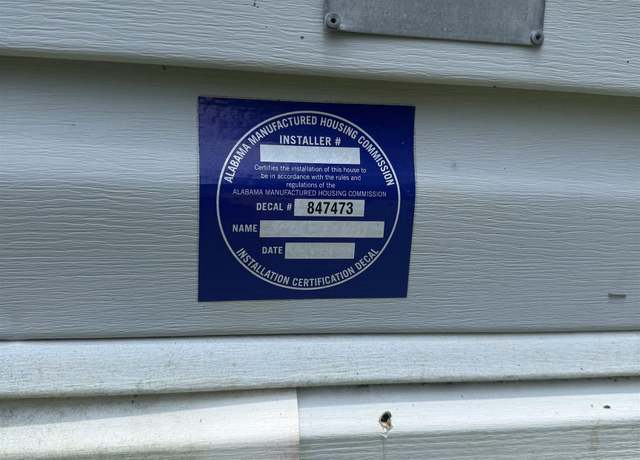 ALABAMA MANUFACTURED HOUSING COMMISSION
INSTALLER #
Certifies the installation of this house to
be in accordance with the rules and
regulations of the
ALABAMA MANUFACTURED HOUSING COMMISSION
DECAL # 847473
NAME
DATE
INSTALLATION CERTIFICATION DECAL